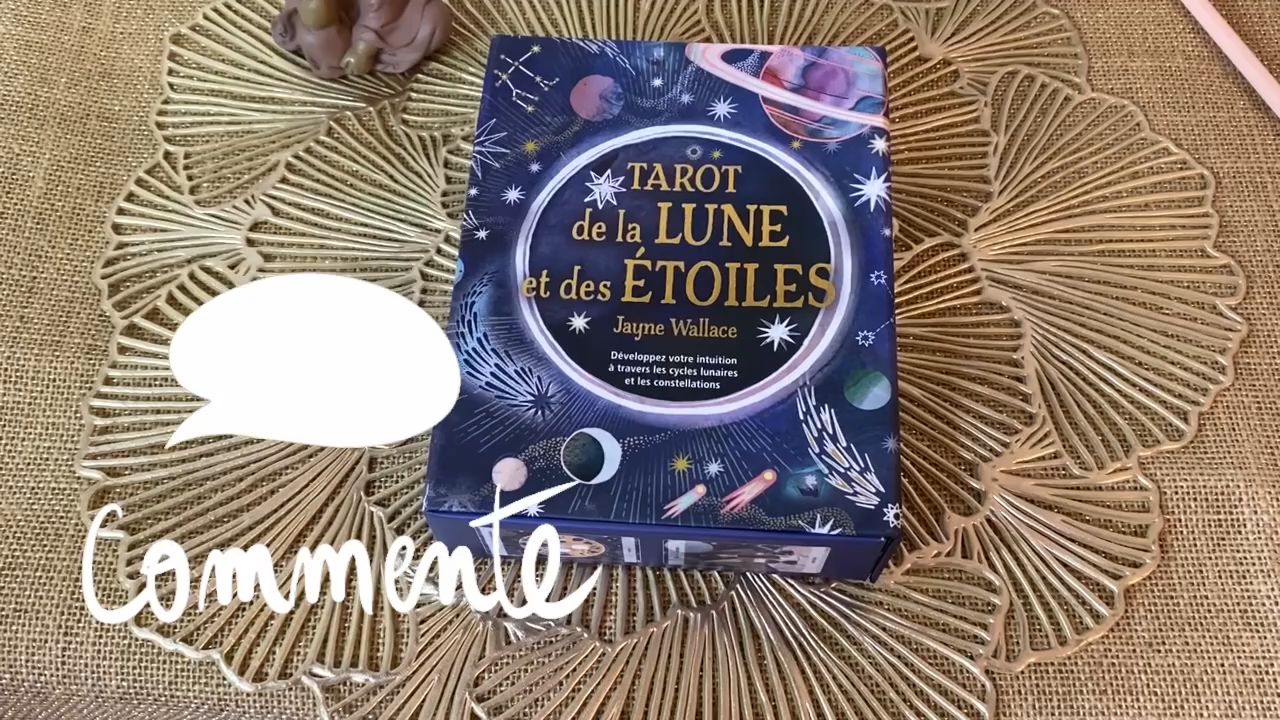 TAROT
de la LUNE
et des ÉTOILES
Jayne Wallace
Développez votre intuition
à travers les cycles lunaires
et les constellations
Commente